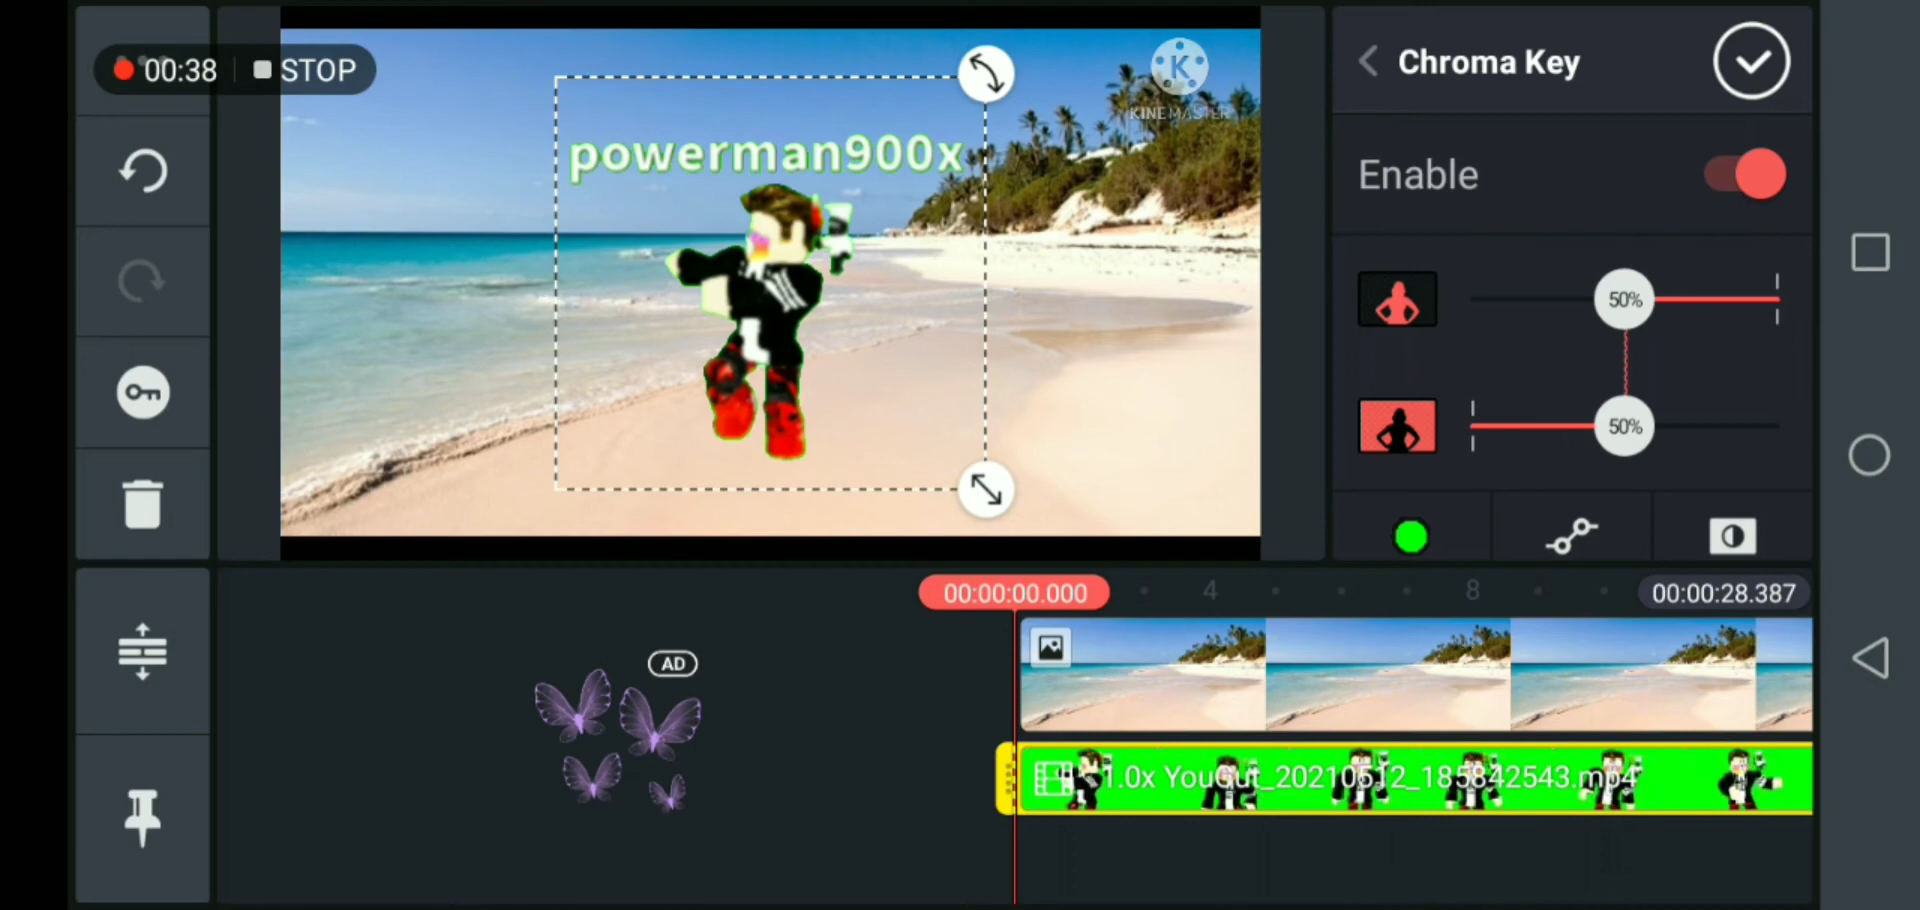 00:38 STOP
powerman900x
K
KINEMASTER
Chroma Key
Enable
50%
50%
00:00:00.000
4
8
00:00:28.387
AD
1.0x YouCut_20210612_185842543.mp4